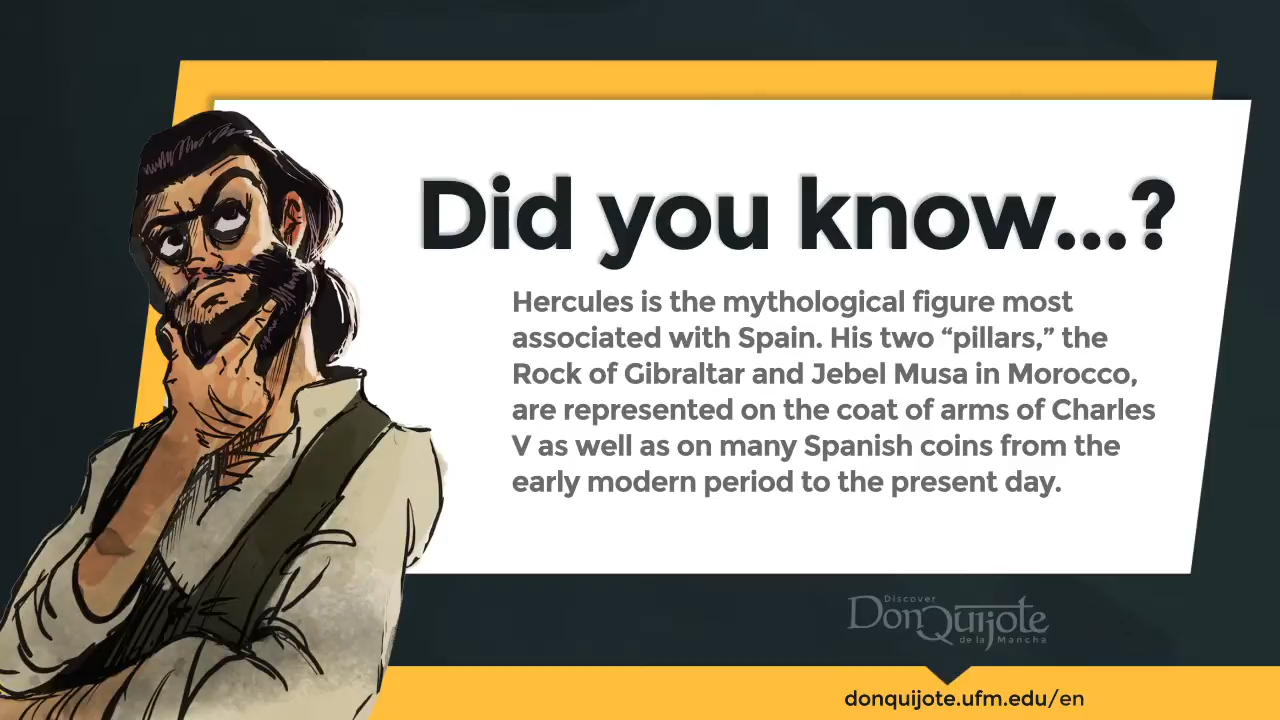 Did you know...?
Hercules is the mythological figure most
associated with Spain. His two “pillars,” the
Rock of Gibraltar and Jebel Musa in Morocco,
are represented on the coat of arms of Charles
V as well as on many Spanish coins from the
early modern period to the present day.
Discover
DonQuijote
de la Mancha
donquijote.ufm.edu/en